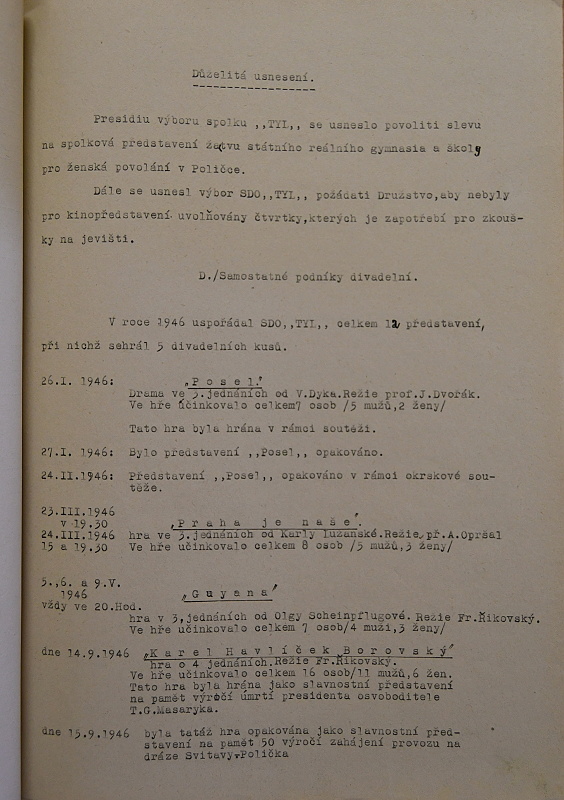 Důzelitá usnesení.
Presidiu výboru spolku ,,TYL,, se usneslo povoliti slevu
na spolková představení žactvu státního reálního gymnasia a školy
pro ženská povolání v Poličce.
Dále se usnesl výbor SDO,,TYL,, požádati Družstvo,aby nebyly
pro kinopředstavení uvolňovány čtvrtky,kterých je zapotřebí pro zkouš-
ky na jevišti.
D./Samostatné podniky divadelní.
V roce 1946 uspořádal SDO,,TYL,, celkem 12 představení,
při nichž sehrál 5 divadelních kusů.
26.I. 1946: „Posel."
Drama ve 3.jednáních od V.Dyka.Režie prof.J.Dvořák.
Ve hře účinkovalo celkem7 osob /5 mužů,2 ženy/
Tato hra byla hrána v rámci soutěži.
27.I. 1946: Bylo představení ,,Posel,, opakováno.
24.II.1946: Představení ,,Posel,, opakováno v rámci okrskové sou-
těže.
23.III.1946
v 19.30 „Praha je naše".
24.III.1946 hra ve 3.jednáních od Karly Lužanské.Režie př.A.Opršal
15 a 19.30 Ve hře účinkovalo celkem 8 osob /5 mužů,3 ženy/
5.,6. a 9.V.
1946 „Guyana"
vždy ve 20.Hod.
hra v 3,jednáních od Olgy Scheinpflugové. Režie Fr.Řikovský.
Ve hře účinkovalo celkem 7 osob/4 muži,3 ženy/
dne 14.9.1946 „Karel Havlíček Borovský"
hra o 4 jednáních.Režie Fr.Řikovský.
Ve hře účinkovalo celkem 16 osob/11 mužů,6 žen.
Tato hra byla hrána jako slavnostní představení
na pamět výročí úmrtí presidenta osvoboditele
T.G.Masaryka.
dne 15.9.1946 byla tatáž hra opakována jako slavnostní před-
stavení na pamět 50 výročí zahájení provozu na
dráze Svitavy-Polička